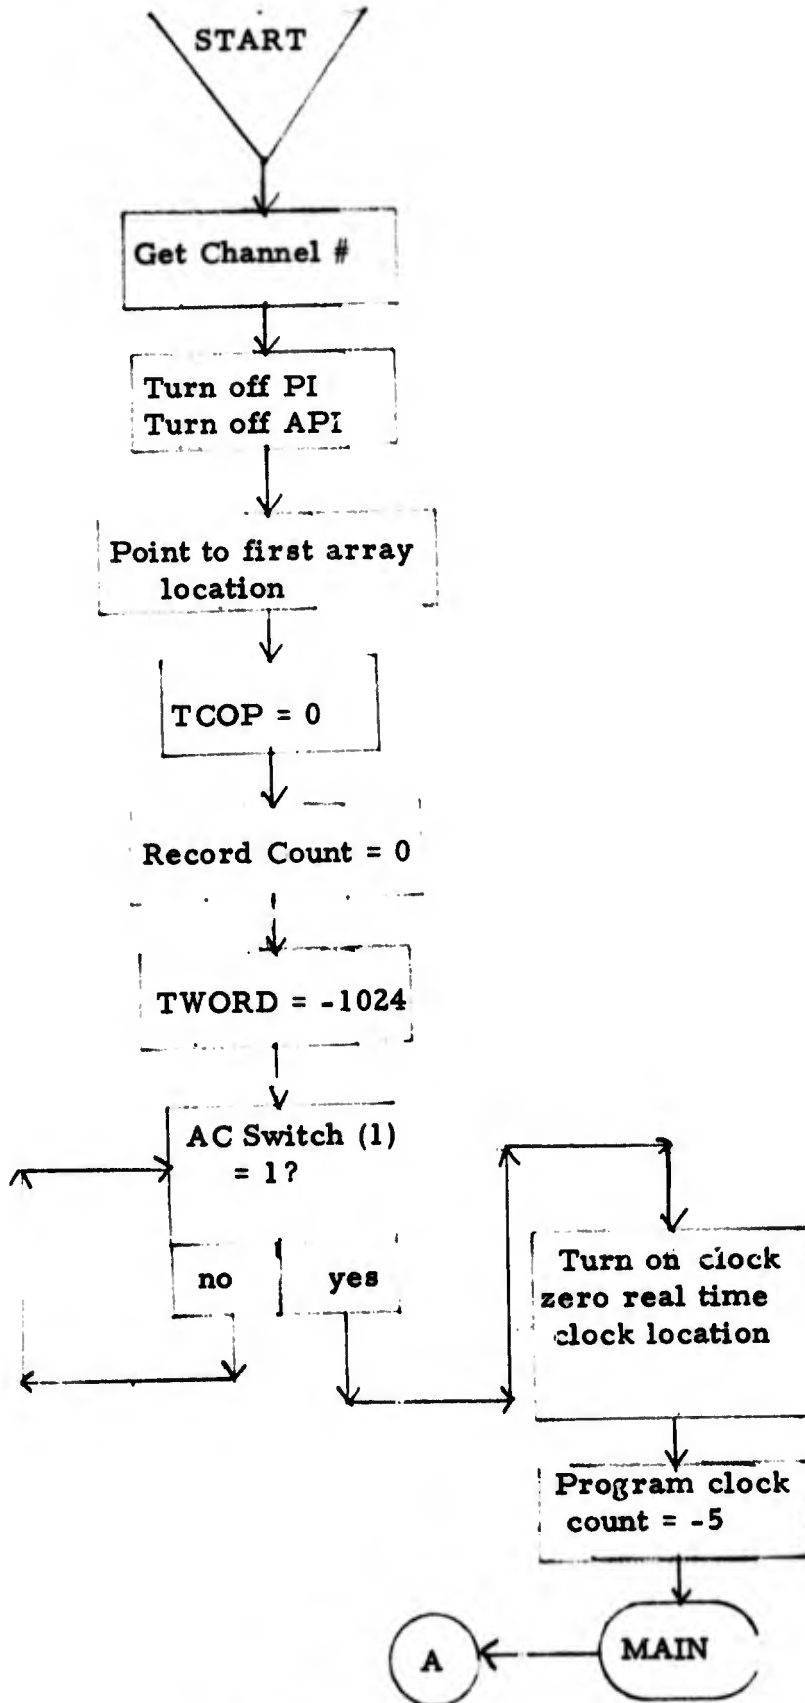 START
Get Channel #
Turn off PI
Turn off API
Point to first array
location
TCOP = 0
Record Count = 0
TWORD = -1024
AC Switch (1)
= 1?
no
yes
Turn on clock
zero real time
clock location
Program clock
count = -5
MAIN
A